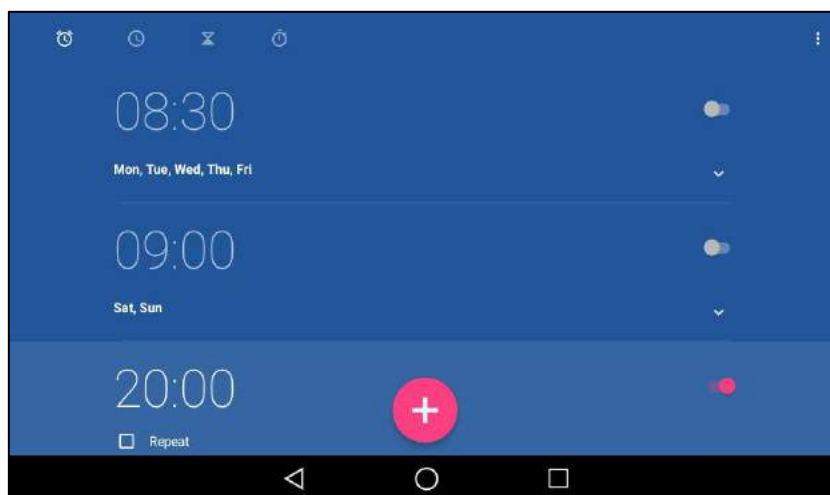 08:30
Mon, Tue, Wed, Thu, Fri
09:00
Sat, Sun
20:00
Repeat